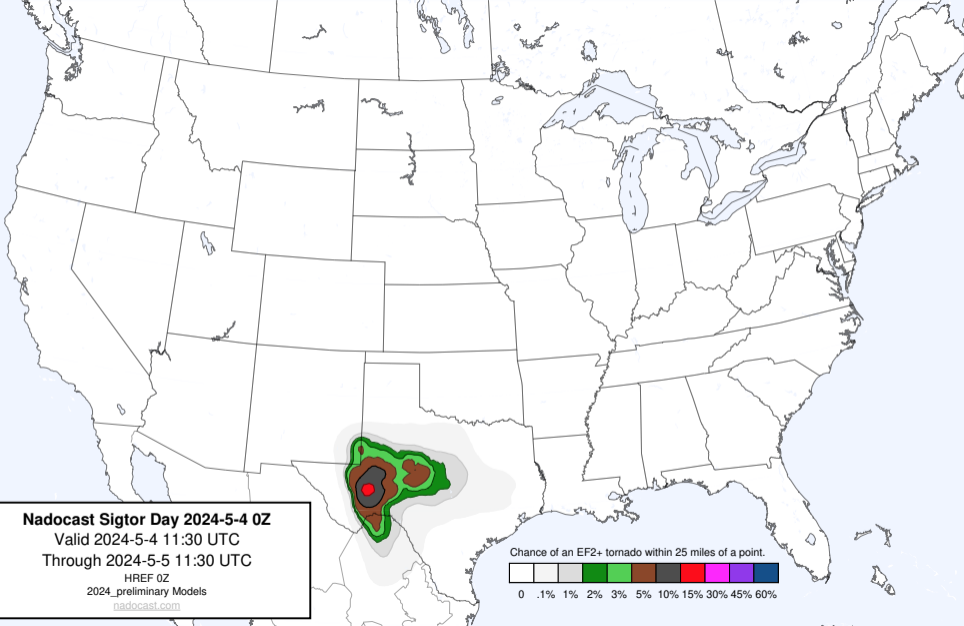 Nadocast Sigtor Day 2024-5-4 0Z
Valid 2024-5-4 11:30 UTC
Through 2024-5-5 11:30 UTC
HREF 0Z
2024_preliminary Models
nadocast.com
Chance of an EF2+ tornado within 25 miles of a point.
0 .1% 1% 2% 3% 5% 10% 15% 30% 45% 60%